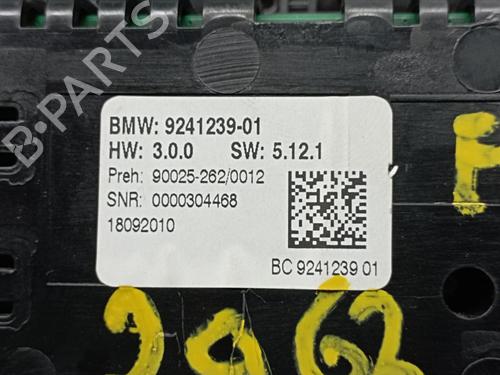 BMW: 9241239-01
HW: 3.0.0 SW: 5.12.1
Preh: 90025-262/0012
SNR: 0000304468
18092010
BC 9241239 01
F
2962
B-PARTS